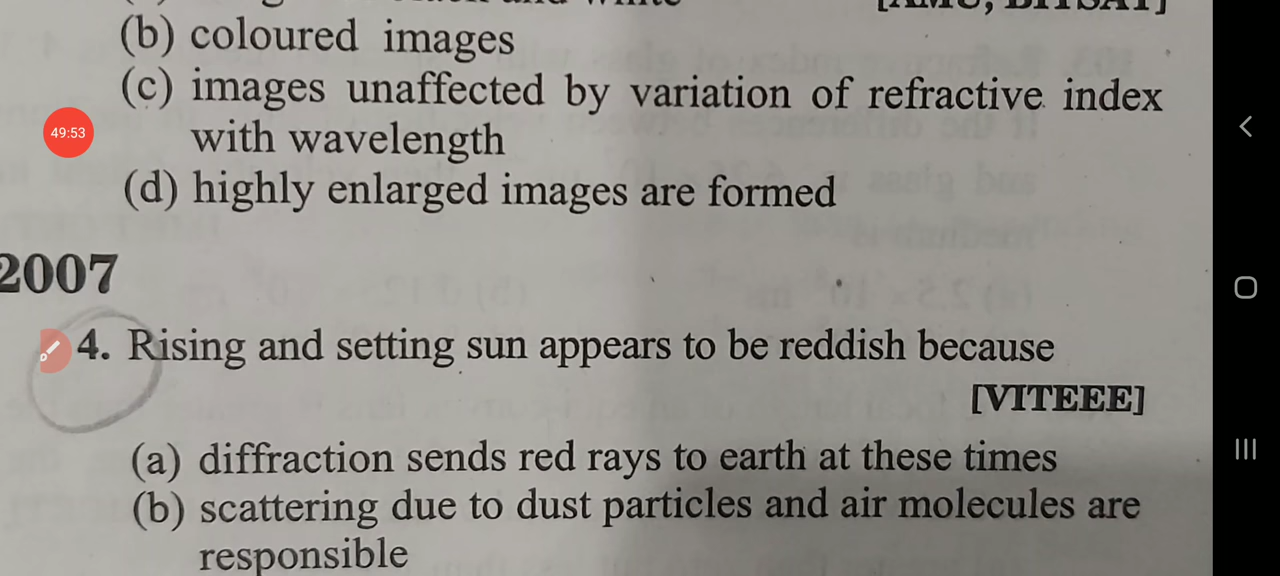 (b) coloured images
(c) images unaffected by variation of refractive index
with wavelength
49:53
(d) highly enlarged images are formed
2007
4. Rising and setting sun appears to be reddish because
[VITEEE]
(a) diffraction sends red rays to earth at these times
(b) scattering due to dust particles and air molecules are
responsible